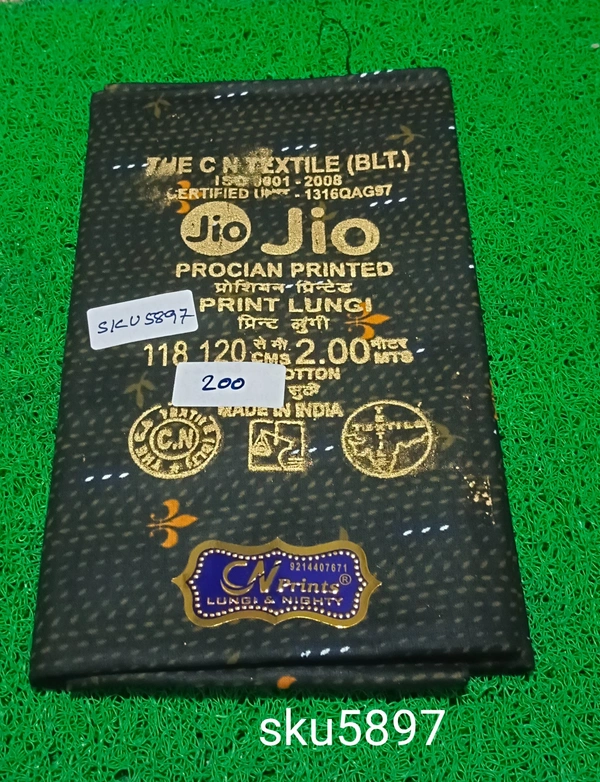 THE C N TEXTILE (BLT.)
ISO 9001 - 2008
CERTIFIED UNIT - 1316QAG97
Jio Jio
PROCIAN PRINTED
प्रोशियन प्रिन्टेड
SKU5897
PRINT LUNGI
प्रिन्ट लुंगी
118 120 से.मी. CMS 2.00 मीटर MTS
200
COTTON
सूती
MADE IN INDIA
C.N
TEXTILE
TEXTILE
9214407671
CN Prints®
LUNGI & NIGHTY
sku5897